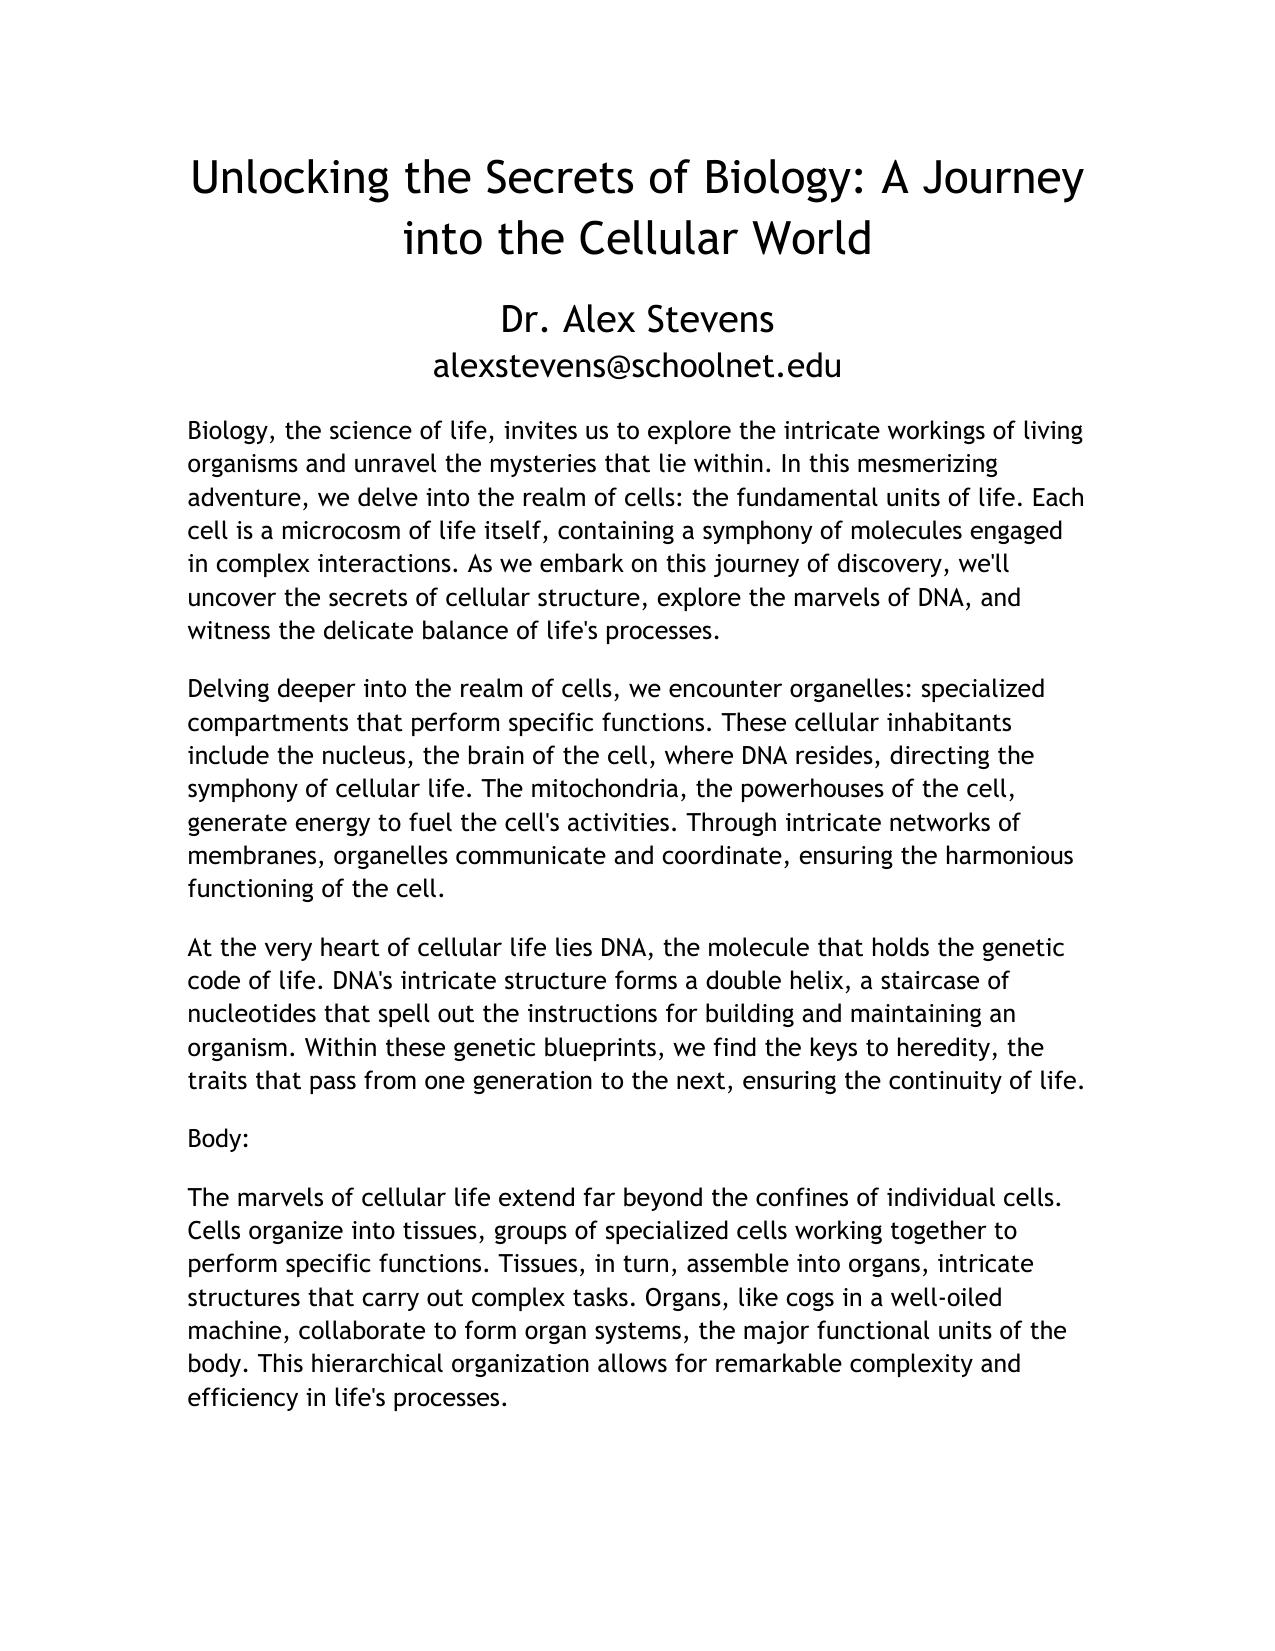 Unlocking the Secrets of Biology: A Journey
into the Cellular World
Dr. Alex Stevens
alexstevens@schoolnet.edu
Biology, the science of life, invites us to explore the intricate workings of living
organisms and unravel the mysteries that lie within. In this mesmerizing
adventure, we delve into the realm of cells: the fundamental units of life. Each
cell is a microcosm of life itself, containing a symphony of molecules engaged
in complex interactions. As we embark on this journey of discovery, we'll
uncover the secrets of cellular structure, explore the marvels of DNA, and
witness the delicate balance of life's processes.
Delving deeper into the realm of cells, we encounter organelles: specialized
compartments that perform specific functions. These cellular inhabitants
include the nucleus, the brain of the cell, where DNA resides, directing the
symphony of cellular life. The mitochondria, the powerhouses of the cell,
generate energy to fuel the cell's activities. Through intricate networks of
membranes, organelles communicate and coordinate, ensuring the harmonious
functioning of the cell.
At the very heart of cellular life lies DNA, the molecule that holds the genetic
code of life. DNA's intricate structure forms a double helix, a staircase of
nucleotides that spell out the instructions for building and maintaining an
organism. Within these genetic blueprints, we find the keys to heredity, the
traits that pass from one generation to the next, ensuring the continuity of life.
Body:
The marvels of cellular life extend far beyond the confines of individual cells.
Cells organize into tissues, groups of specialized cells working together to
perform specific functions. Tissues, in turn, assemble into organs, intricate
structures that carry out complex tasks. Organs, like cogs in a well-oiled
machine, collaborate to form organ systems, the major functional units of the
body. This hierarchical organization allows for remarkable complexity and
efficiency in life's processes.